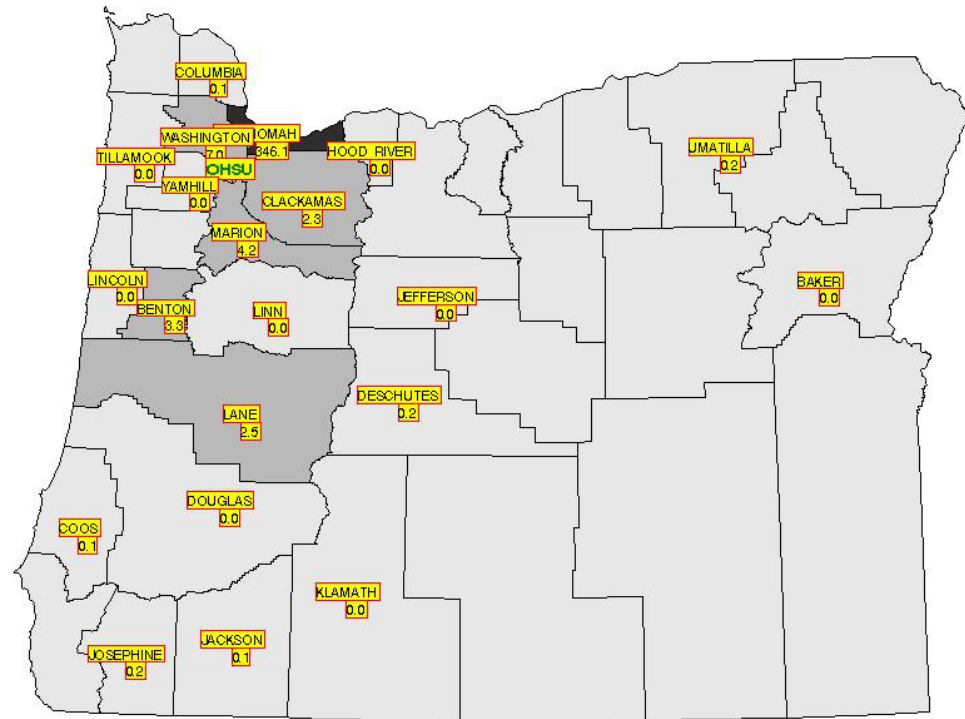 COLUMBIA
0.1
WASHINGTON
OMAH
7.0
346.1
HOOD RIVER
0.0
UMATILLA
0.2
TILLAMOOK
0.0
OHSU
YAMHILL
0.0
CLACKAMAS
2.3
MARION
4.2
LINCOLN
0.0
BENTON
3.3
LINN
0.0
JEFFERSON
0.0
BAKER
0.0
DESCHUTES
0.2
LANE
2.5
DOUGLAS
0.0
COOS
0.1
KLAMATH
0.0
JACKSON
0.1
JOSEPHINE
0.2